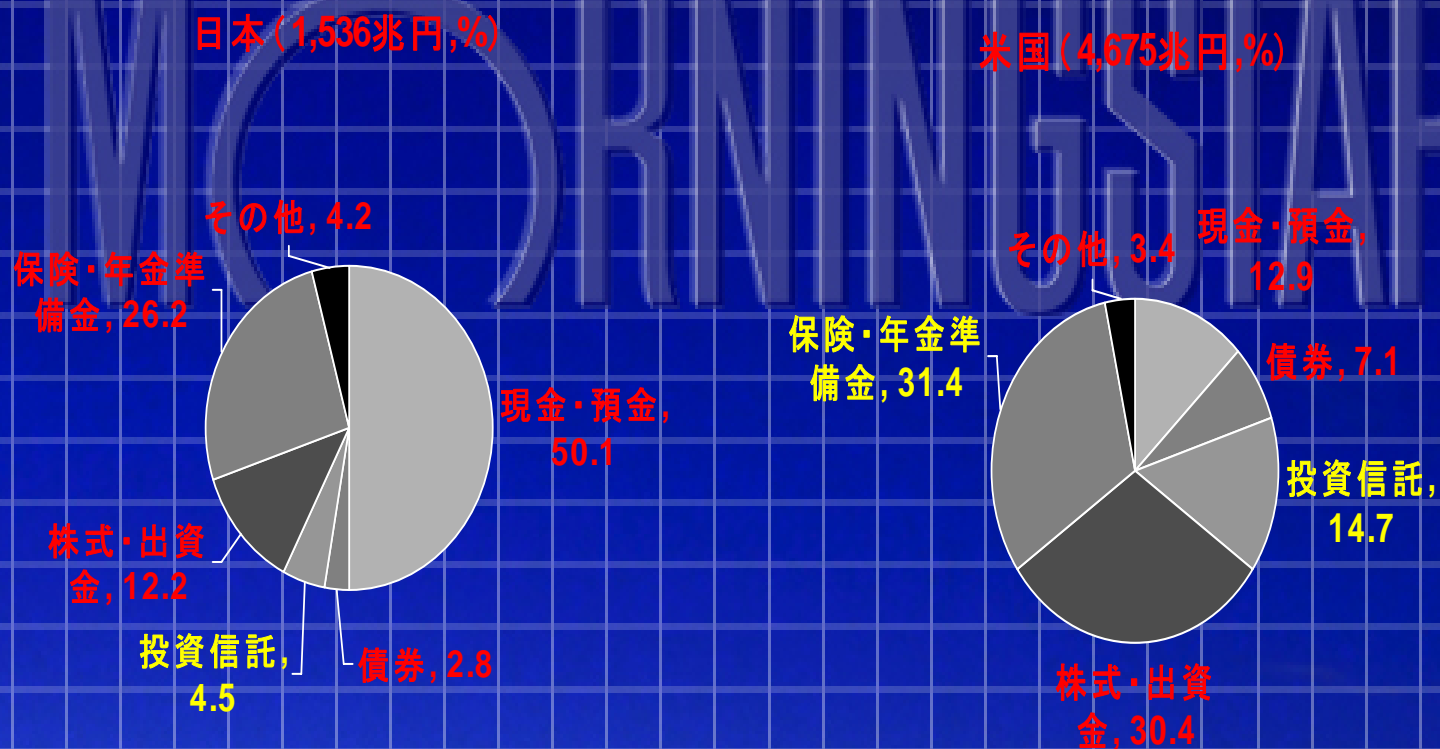 MORNINGSTAR
日本(1,536兆円,%)
その他, 4.2
保険・年金準
備金, 26.2
現金・預金,
50.1
株式・出資
金, 12.2
投資信託,
4.5
債券, 2.8
米国(4,675兆円,%)
その他, 3.4
現金・預金,
12.9
保険・年金準
備金, 31.4
債券, 7.1
投資信託,
14.7
株式・出資
金, 30.4